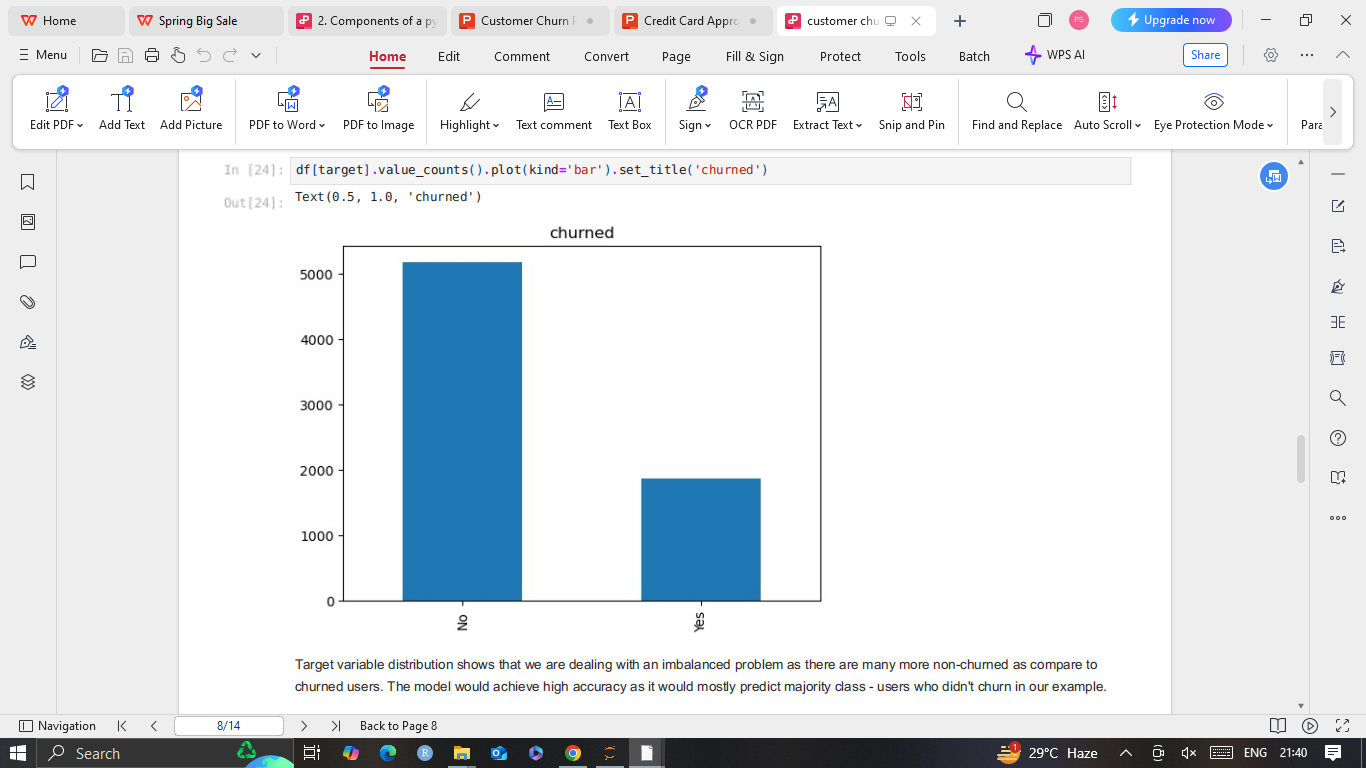 Home
Spring Big Sale
2. Components of a py
Customer Churn
Credit Card Appro
customer chu
PS
Upgrade now
Menu
Home
Edit
Comment
Convert
Page
Fill & Sign
Protect
Tools
Batch
WPS AI
Share
Edit PDF
Add Text
Add Picture
PDF to Word
PDF to Image
Highlight
Text comment
Text Box
Sign
OCR PDF
Extract Text
Snip and Pin
Find and Replace
Auto Scroll
Eye Protection Mode
Para
In [24]: df[target].value_counts().plot(kind='bar').set_title('churned')
Out[24]: Text(0.5, 1.0, 'churned')
churned
5000
4000
3000
2000
1000
0
No
Yes
Target variable distribution shows that we are dealing with an imbalanced problem as there are many more non-churned as compare to
churned users. The model would achieve high accuracy as it would mostly predict majority class - users who didn't churn in our example.
Navigation
8/14
Back to Page 8
Search
1
29°C Haze
ENG
21:40